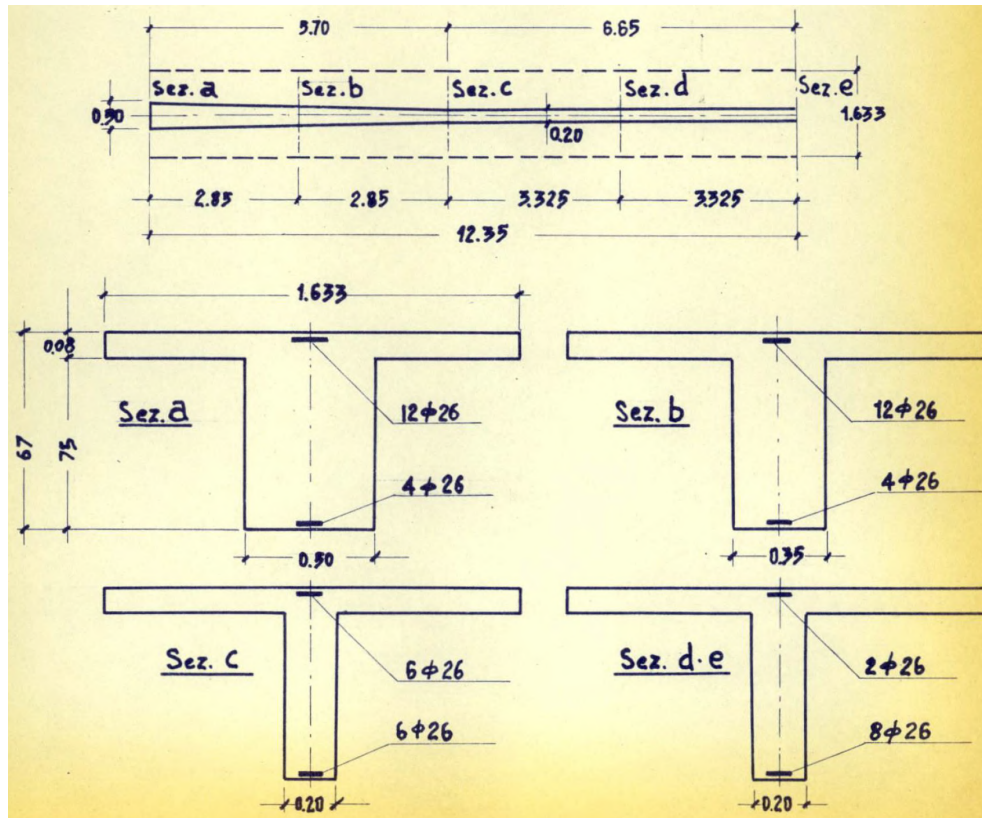 5.70
6.65
Sez. a
Sez. b
Sez. c
Sez. d
Sez. e
0.50
0.20
1.633
2.85
2.85
3.325
3.325
12.35
1.633
0.08
67
75
Sez. a
12ϕ26
4ϕ26
0.50
Sez. b
12ϕ26
4ϕ26
0.35
Sez. c
6ϕ26
6ϕ26
0.20
Sez. d·e
2ϕ26
8ϕ26
0.20